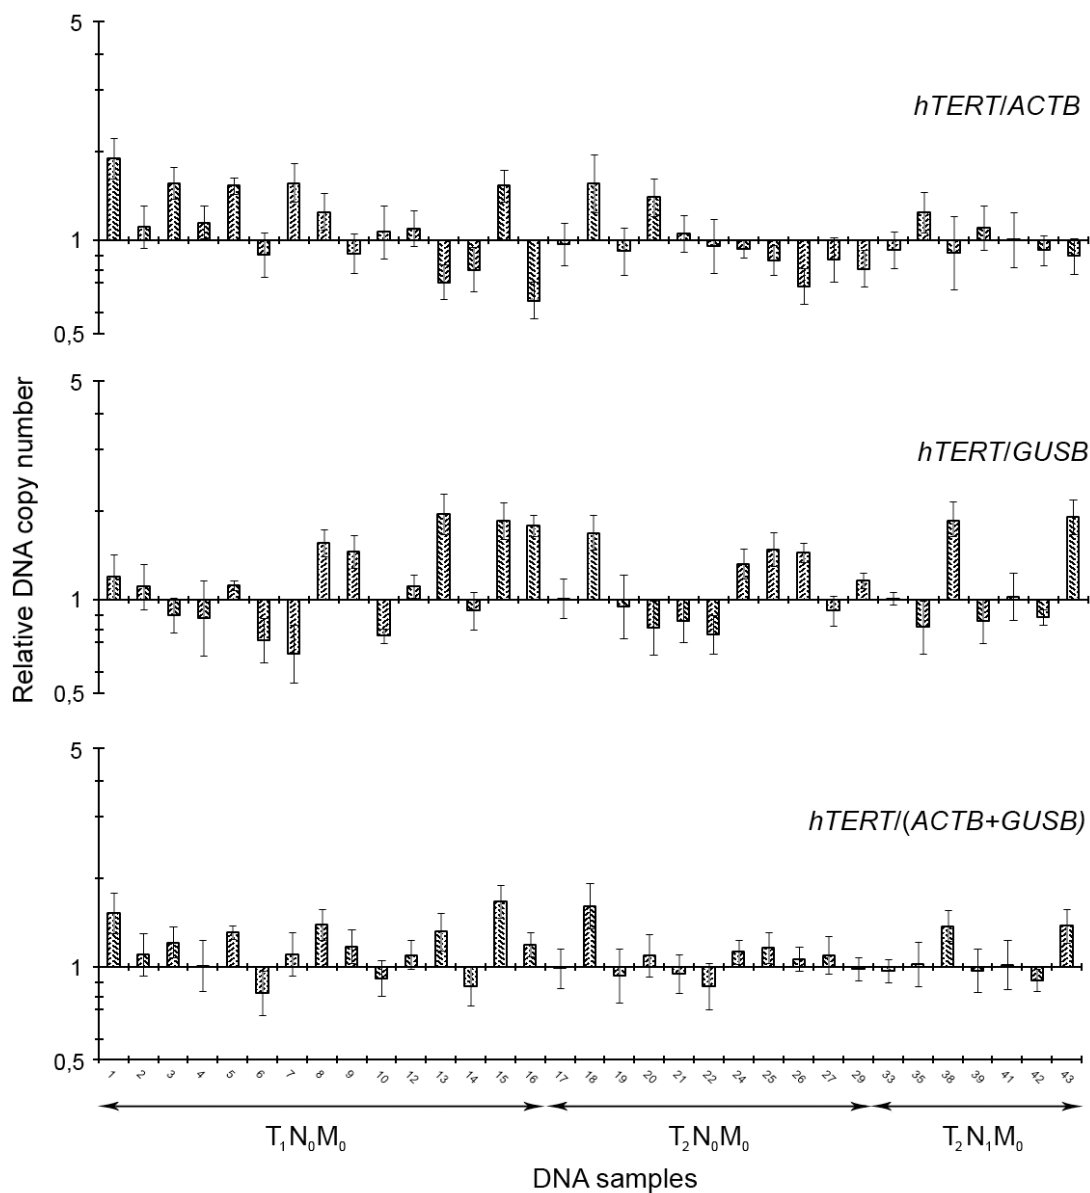 5
hTERT/ACTB
1
0,5
5
hTERT/GUSB
1
0,5
Relative DNA copy number
5
hTERT/(ACTB+GUSB)
1
0,5
1 2 3 4 5 6 7 8 9 10 12 13 14 15 16 17 18 19 20 21 22 24 25 26 27 29 33 35 38 39 41 42 43
T₁N₀M₀ T₂N₀M₀ T₂N₁M₀
DNA samples